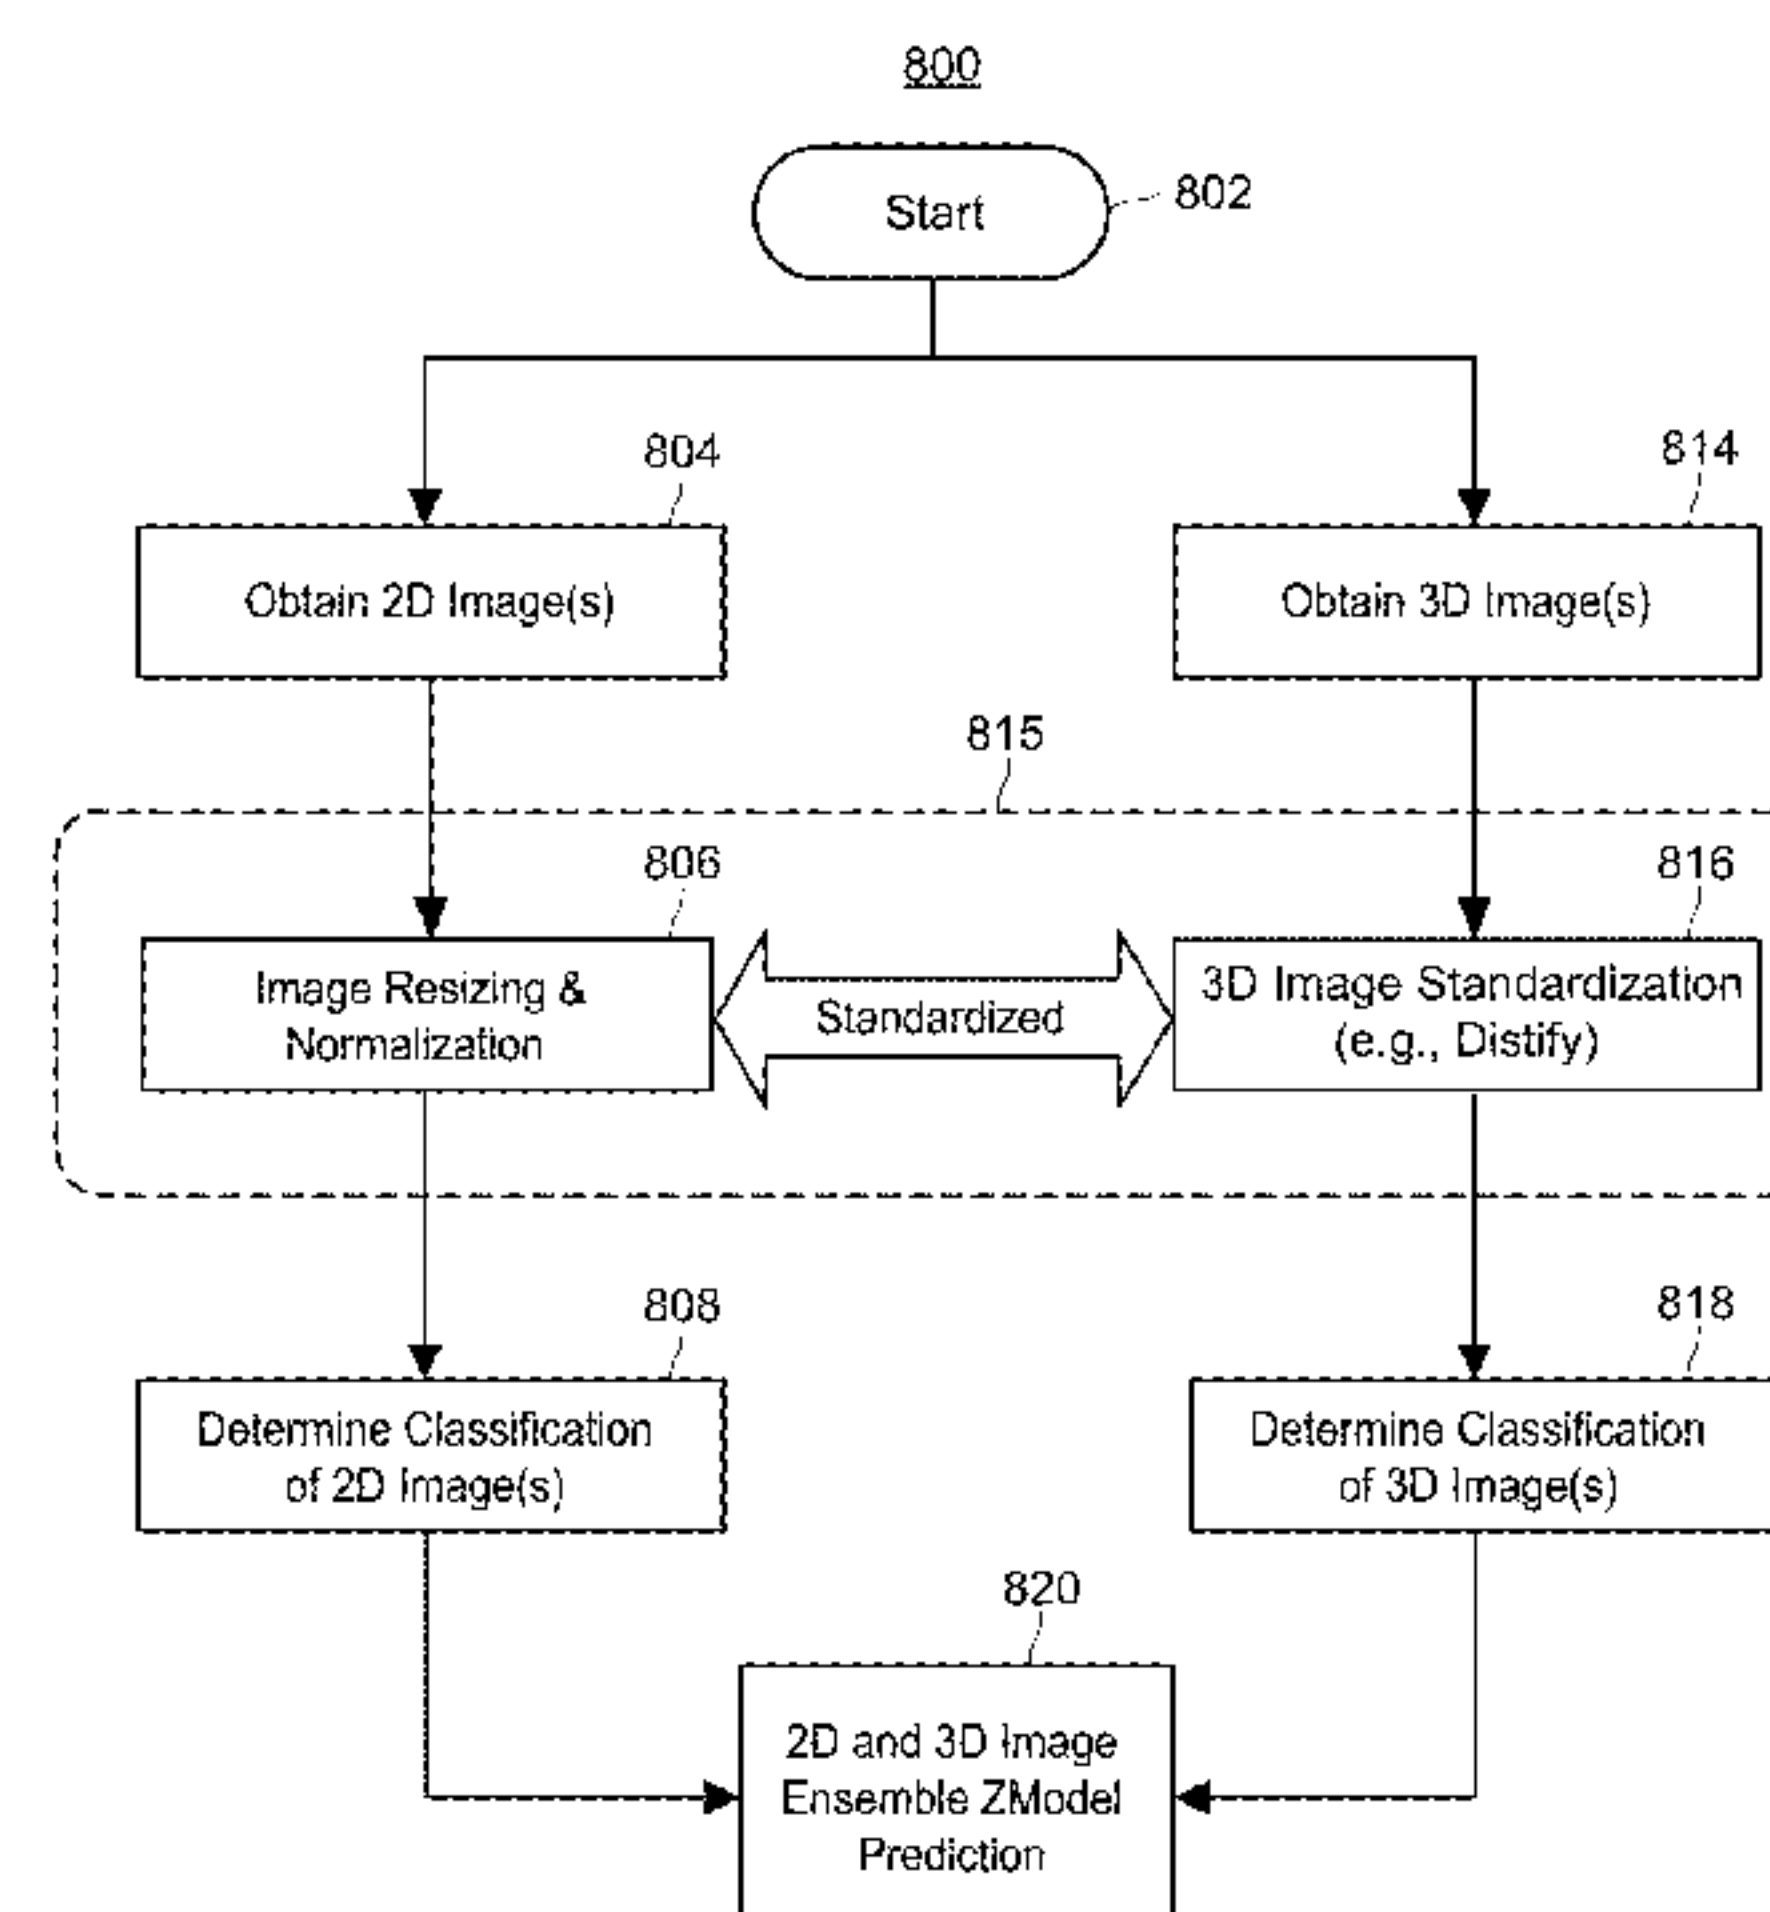 800
Start
802
804
814
Obtain 2D Image(s)
Obtain 3D Image(s)
815
806
816
Image Resizing &
Normalization
Standardized
3D Image Standardization
(e.g., Distify)
808
818
Determine Classification
of 2D Image(s)
Determine Classification
of 3D Image(s)
820
2D and 3D Image
Ensemble ZModel
Prediction